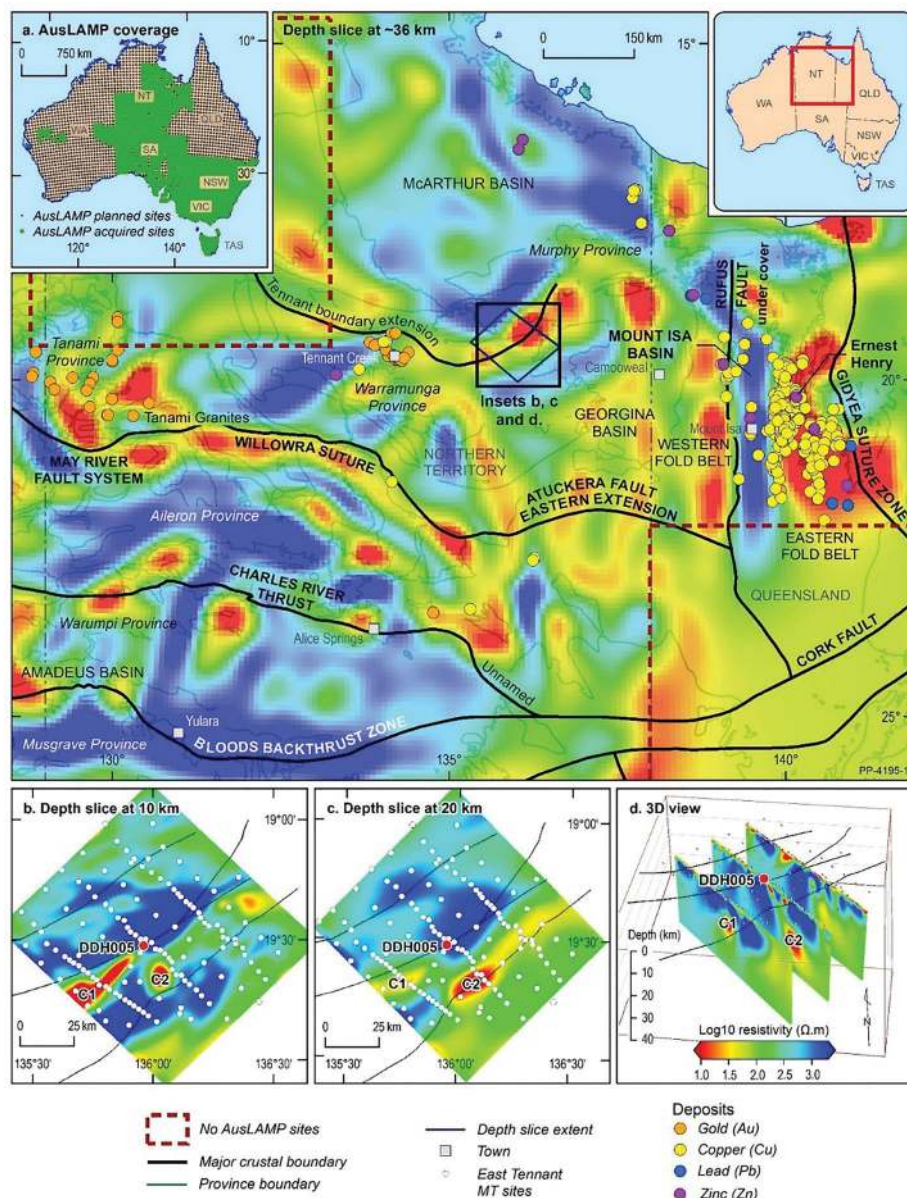 a. AusLAMP coverage
0 750 km
10°
30°
NT
QLD
WA
SA
NSW
VIC
TAS
AusLAMP planned sites
AusLAMP acquired sites
120° 140°
Depth slice at ~36 km
0 150 km
15°
NT
QLD
WA
SA
NSW
VIC
TAS
McARTHUR BASIN
Murphy Province
RUFUS
FAULT
under cover
Tennant boundary extension
Tanami
Province
Tennant Creek
Warramunga
Province
MOUNT ISA
BASIN
Camooweal
Ernest
Henry
20°
Insets b, c
and d.
GEORGINA
BASIN
Tanami Granites
MAY RIVER
FAULT SYSTEM
WILLOWRA SUTURE
NORTHERN
TERRITORY
Mount Isa
WESTERN
FOLD BELT
GIDYEA SUTURE ZONE
ATUCKERA FAULT
EASTERN EXTENSION
Aileron Province
EASTERN
FOLD BELT
QUEENSLAND
CHARLES RIVER
THRUST
Warumpi Province
Alice Springs
AMADEUS BASIN
Unnamed
CORK FAULT
Yulara
25°
BLOODS BACKTHRUST ZONE
Musgrave Province
130° 135° 140°
PP-4195-1
b. Depth slice at 10 km
19°00'
DDH005
19°30'
C1
C2
0 25 km
135°30' 136°00'
c. Depth slice at 20 km
19°00'
DDH005
19°30'
C1
C2
0 25 km
135°30' 136°00'
d. 3D view
DDH005
C1
C2
Depth (km)
0
10
20
30
40
N
Log10 resistivity (Ω.m)
1.0 1.5 2.0 2.5 3.0
No AusLAMP sites
Major crustal boundary
Province boundary
Depth slice extent
Town
East Tennant
MT sites
Deposits
Gold (Au)
Copper (Cu)
Lead (Pb)
Zinc (Zn)